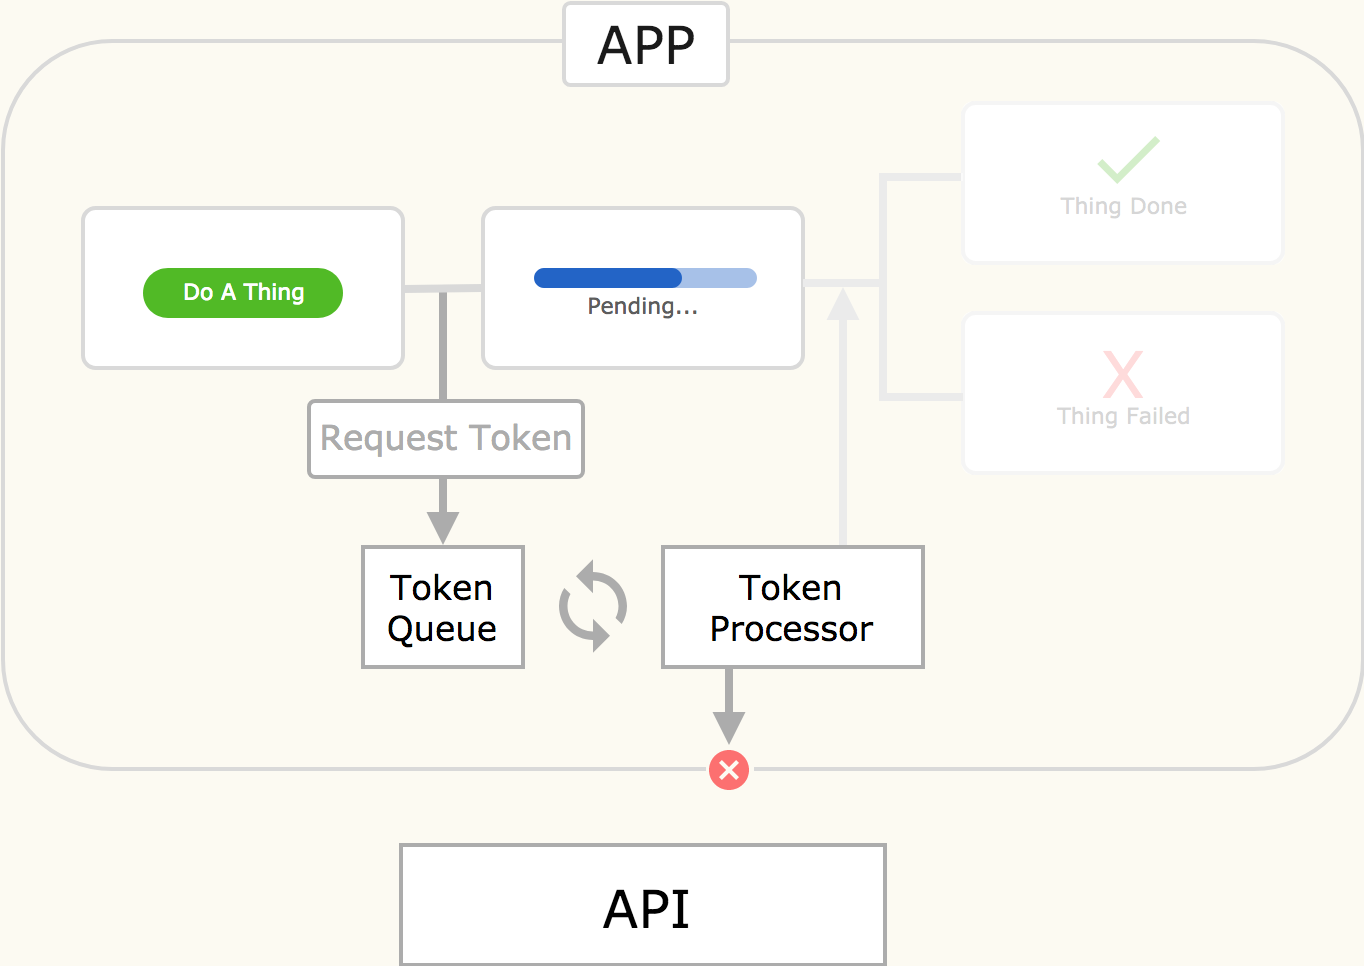 APP
Do A Thing
Pending...
Thing Done
X
Thing Failed
Request Token
Token
Queue
Token
Processor
API